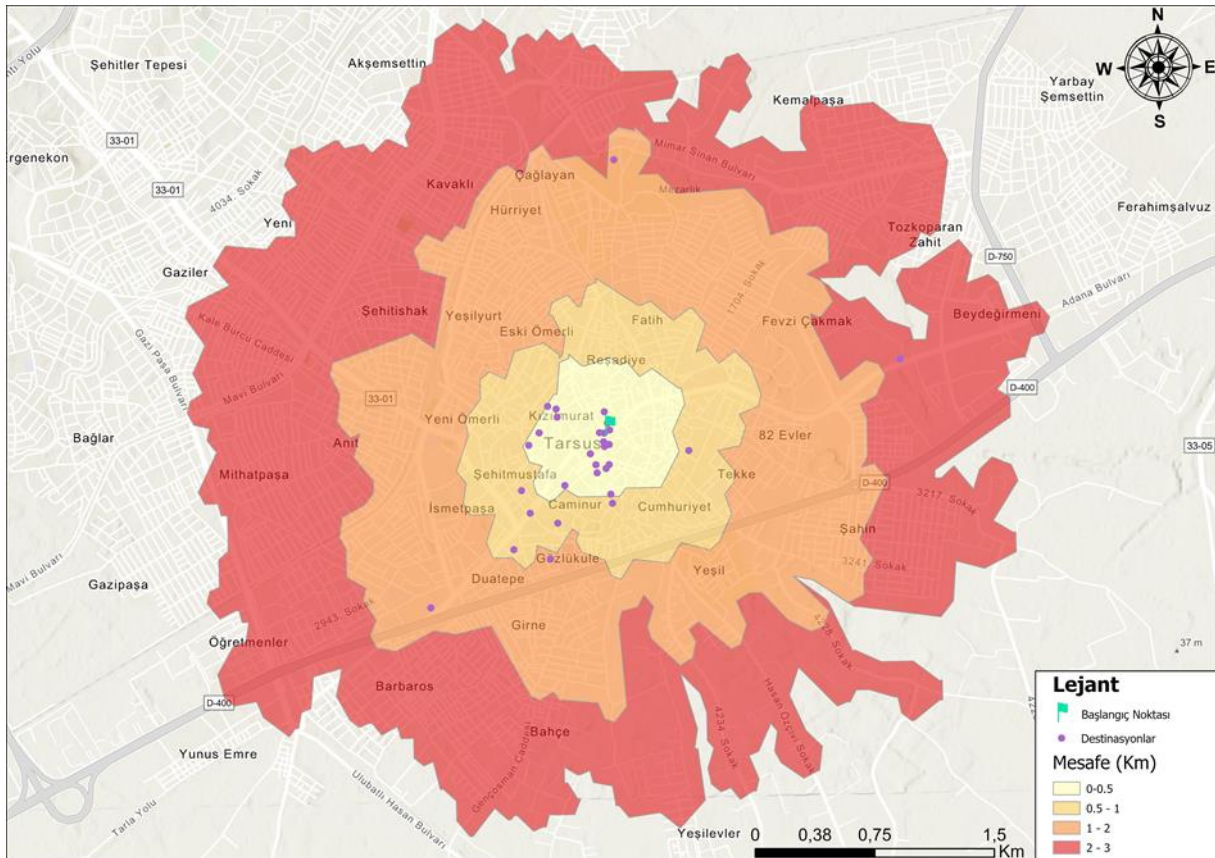 N
W
E
S
Şehitler Tepesi
Akşemsettin
Kemalpaşa
Yarbay
Şemsettin
33-01
Mimar Sinan Bulvarı
33-01
4034. Sokak
Kavaklı
Çağlayan
Mezarlık
Hürriyet
Yeni
Ferahimşalvuz
Tozkoparan
Zahit
D-750
Gaziler
Adana Bulvarı
1704. Sokak
Şehitishak
Yeşilyurt
Eski Ömerli
Fatih
Fevzi Çakmak
Beydeğirmeni
Kale Burcu Caddesi
Gazi Paşa Bulvarı
Reşadiye
Mavi Bulvarı
33-01
D-400
Yeni Ömerli
Kızılmurat
Bağlar
Anıt
Tarsus
82 Evler
33-05
Mithatpaşa
Şehitmustafa
Tekke
D-400
İsmetpaşa
Caminur
Cumhuriyet
3217. Sokak
Şahin
Mavi Bulvarı
Gazipaşa
Gözlükule
Duatepe
Yeşil
3241. Sokak
2943. Sokak
Girne
4228. Sokak
Öğretmenler
37 m
Barbaros
D-400
Hasan Özçivi Sokak
4234. Sokak
Bahçe
Gençosman Caddesi
Yunus Emre
Ulubatlı Hasan Bulvarı
Tarla Yolu
Yeşilevler
Lejant
Başlangıç Noktası
Destinasyonlar
Mesafe (Km)
0-0.5
0.5 - 1
1 - 2
2 - 3
0 0,38 0,75 1,5
Km